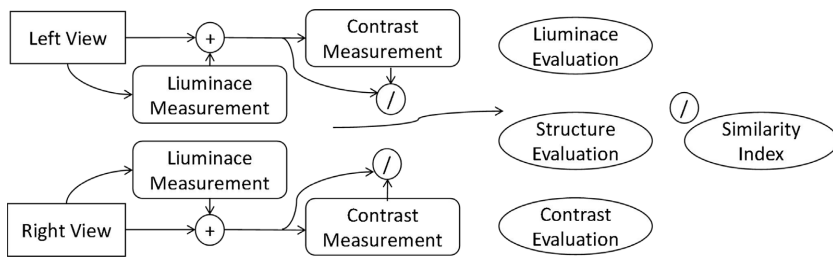 Left View
+
Contrast
Measurement
Liuminace
Evaluation
Liuminace
Measurement
/
/
Structure
Evaluation
Similarity
Index
Liuminace
Measurement
/
Right View
+
Contrast
Measurement
Contrast
Evaluation